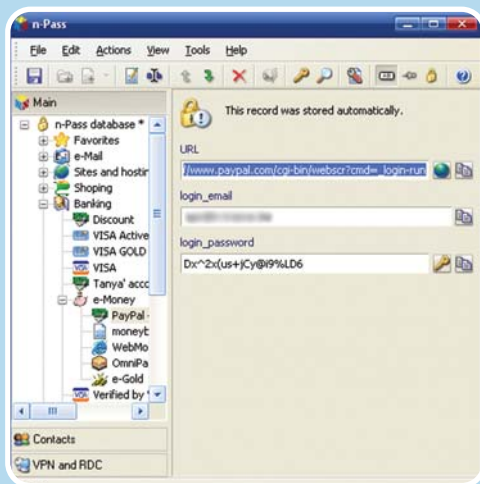 n-Pass
File Edit Actions View Tools Help
Main
n-Pass database *
Favorites
e-Mail
Sites and hostin
Shoping
Banking
Discount
VISA Active
VISA GOLD
VISA
Tanya' acco
e-Money
PayPal
moneyb
WebMo
OmniPa
e-Gold
Verified by
Contacts
VPN and RDC
This record was stored automatically.
URL
/www.paypal.com/cgi-bin/webscr?cmd=_login-run
login_email
login_password
Dx^2x(us+jCy@i9%LD6